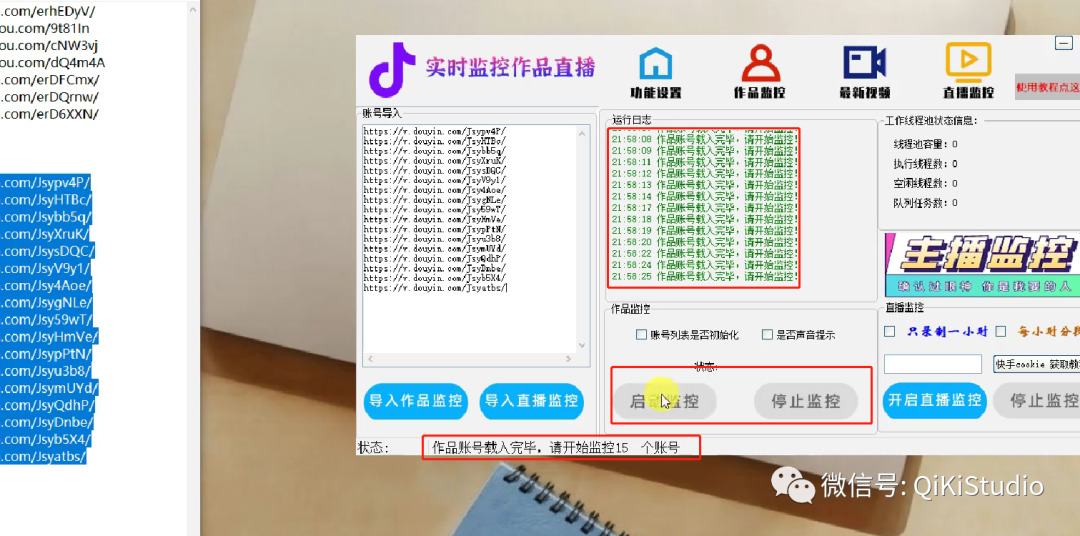 .com/erhEDyV/
ou.com/9t81In
ou.com/cNW3vj
ou.com/dQ4m4A
.com/erDFCmx/
.com/erDQrnw/
.com/erD6XXN/
.com/Jsypv4P/
.com/JsyHTBc/
.com/Jsybb5q/
.com/JsyXruK/
.com/JsysDQC/
.com/JsyV9y1/
.com/Jsy4Aoe/
.com/JsygNLe/
.com/Jsy59wT/
.com/JsyHmVe/
.com/JsypPtN/
.com/Jsyu3b8/
.com/JsymUYd/
.com/JsyQdhP/
.com/JsyDnbe/
.com/Jsyb5X4/
.com/Jsyatbs/
实时监控作品直播
功能设置
作品监控
最新视频
直播监控
使用教程点这
账号导入
https://v.douyin.com/Jsypv4P/
https://v.douyin.com/JsyHTBc/
https://v.douyin.com/Jsybb5q/
https://v.douyin.com/JsyXruK/
https://v.douyin.com/JsysDQC/
https://v.douyin.com/JsyV9y1/
https://v.douyin.com/Jsy4Aoe/
https://v.douyin.com/JsygNLe/
https://v.douyin.com/Jsy59wT/
https://v.douyin.com/JsyHmVe/
https://v.douyin.com/JsypPtN/
https://v.douyin.com/Jsyu3b8/
https://v.douyin.com/JsymUYd/
https://v.douyin.com/JsyQdhP/
https://v.douyin.com/JsyDnbe/
https://v.douyin.com/Jsyb5X4/
https://v.douyin.com/Jsyatbs/
导入作品监控
导入直播监控
运行日志
21:58:08 作品账号载入完毕，请开始监控!
21:58:09 作品账号载入完毕，请开始监控!
21:58:11 作品账号载入完毕，请开始监控!
21:58:12 作品账号载入完毕，请开始监控!
21:58:13 作品账号载入完毕，请开始监控!
21:58:14 作品账号载入完毕，请开始监控!
21:58:17 作品账号载入完毕，请开始监控!
21:58:18 作品账号载入完毕，请开始监控!
21:58:19 作品账号载入完毕，请开始监控!
21:58:20 作品账号载入完毕，请开始监控!
21:58:22 作品账号载入完毕，请开始监控!
21:58:24 作品账号载入完毕，请开始监控!
21:58:25 作品账号载入完毕，请开始监控!
作品监控
账号列表是否初始化
是否声音提示
状态:
启动监控
停止监控
工作线程池状态信息:
线程池容量: 0
执行线程数: 0
空闲线程数: 0
队列任务数: 0
主播监控
确认过眼神 你是我要的人
直播监控
只录制一小时
每小时分段
快手cookie 获取教
开启直播监控
停止监控
状态:
作品账号载入完毕，请开始监控15 个账号
微信号: QiKiStudio